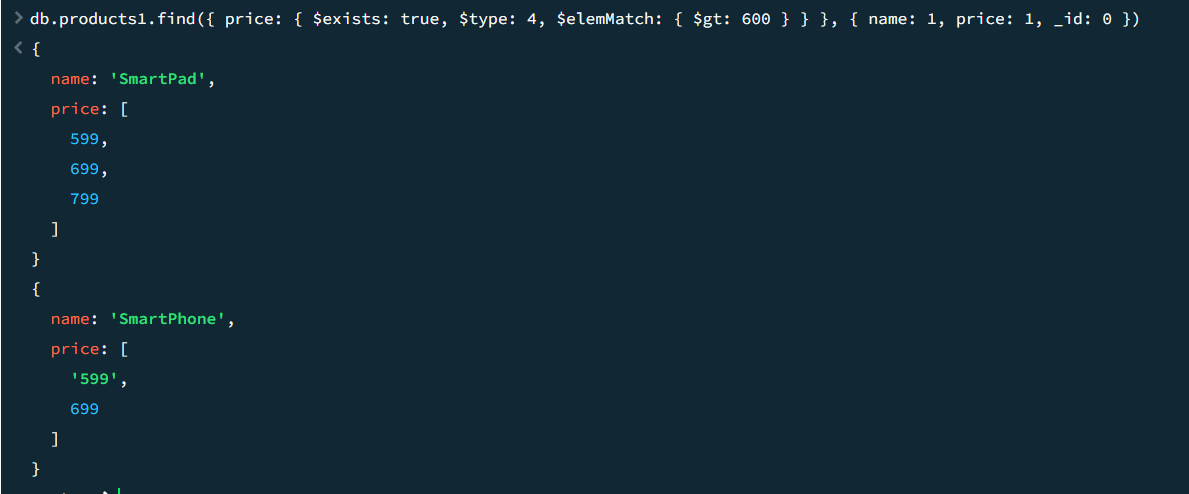 > db.products1.find({ price: { $exists: true, $type: 4, $elemMatch: { $gt: 600 } } }, { name: 1, price: 1, _id: 0 })
< {
name: 'SmartPad',
price: [
599,
699,
799
]
}
{
name: 'SmartPhone',
price: [
'599',
699
]
}